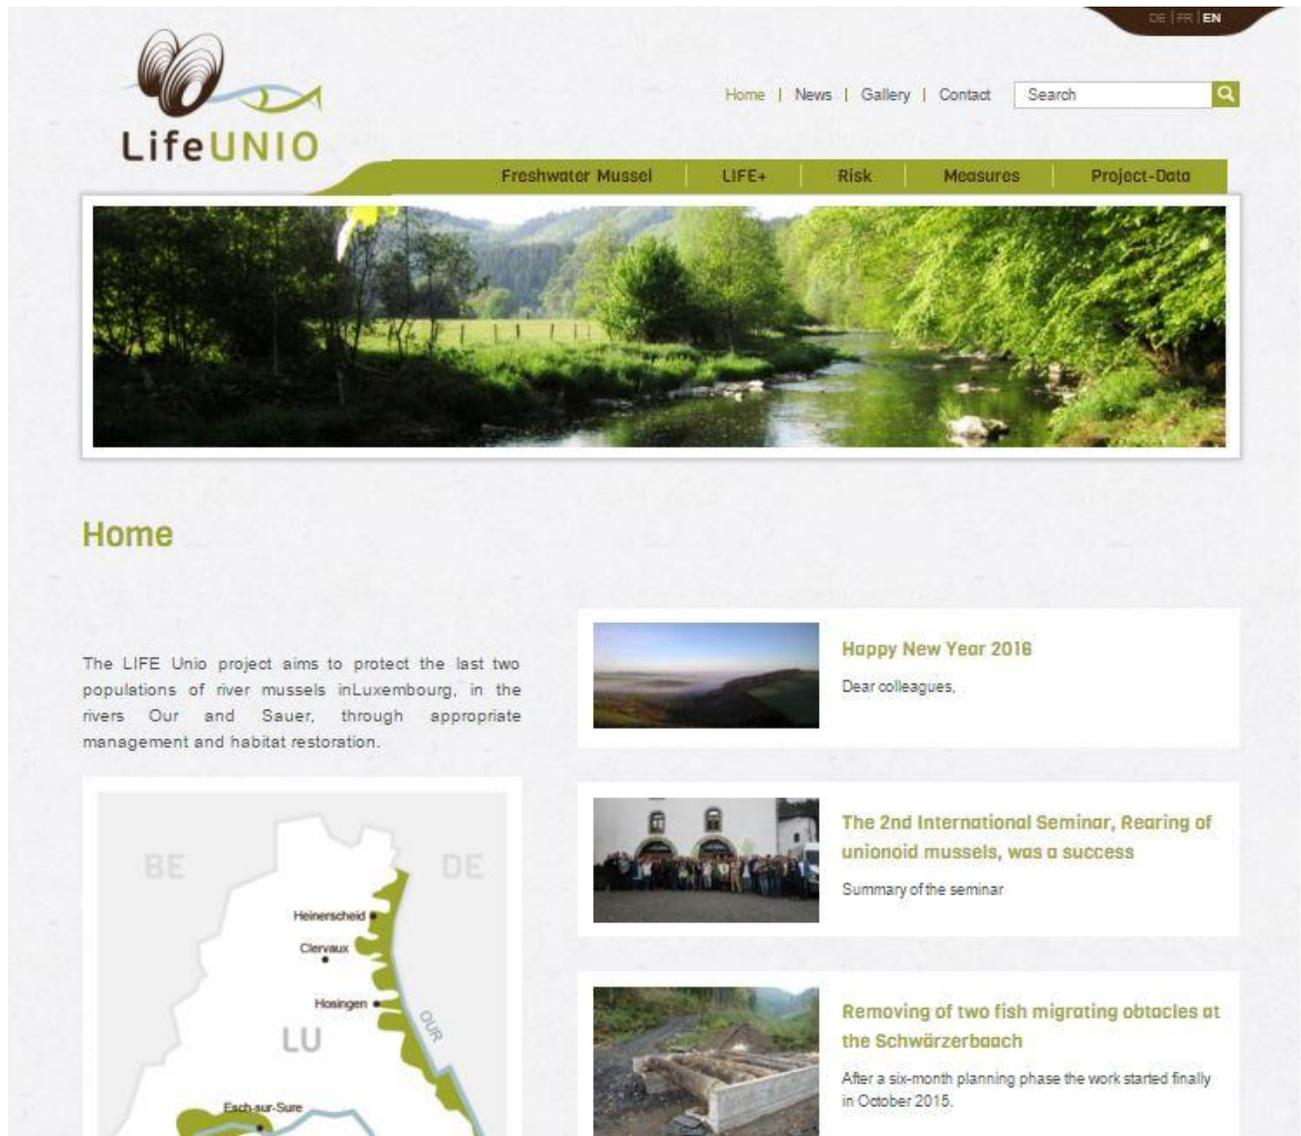 DE | FR | EN
LifeUNIO
Home | News | Gallery | Contact
Search
Freshwater Mussel
LIFE+
Risk
Measures
Project-Data
Home
The LIFE Unio project aims to protect the last two
populations of river mussels inLuxembourg, in the
rivers Our and Sauer, through appropriate
management and habitat restoration.
BE
DE
Heinerscheid
Clervaux
Hosingen
OUR
LU
Esch-sur-Sure
Happy New Year 2016
Dear colleagues,
The 2nd International Seminar, Rearing of
unionoid mussels, was a success
Summary of the seminar
Removing of two fish migrating obtacles at
the Schwärzerbaach
After a six-month planning phase the work started finally
in October 2015.